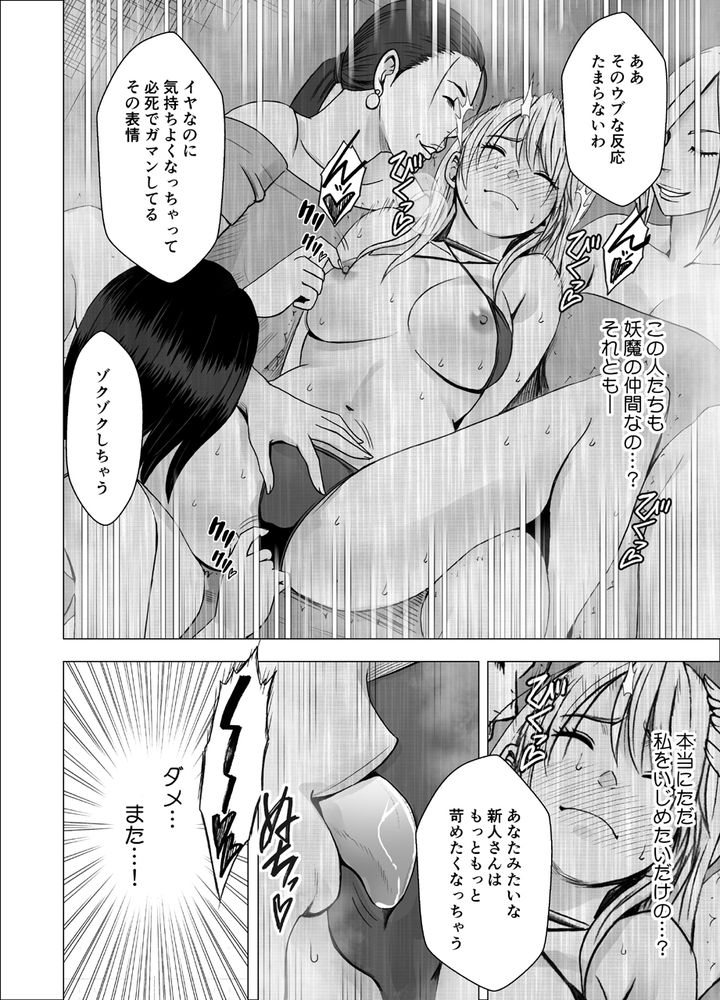 ああ
そのウブな反応
たまらないわ
イヤなのに
気持ちよくなっちゃって
必死でガマンしてる
その表情
この人たちも
妖魔の仲間なの…?
それともー
ゾクゾクしちゃう
本当にただ
私をいじめたいだけの…?
あなたみたいな
新人さんは
もっともっと
苛めたくなっちゃう
ダメ…
また…!